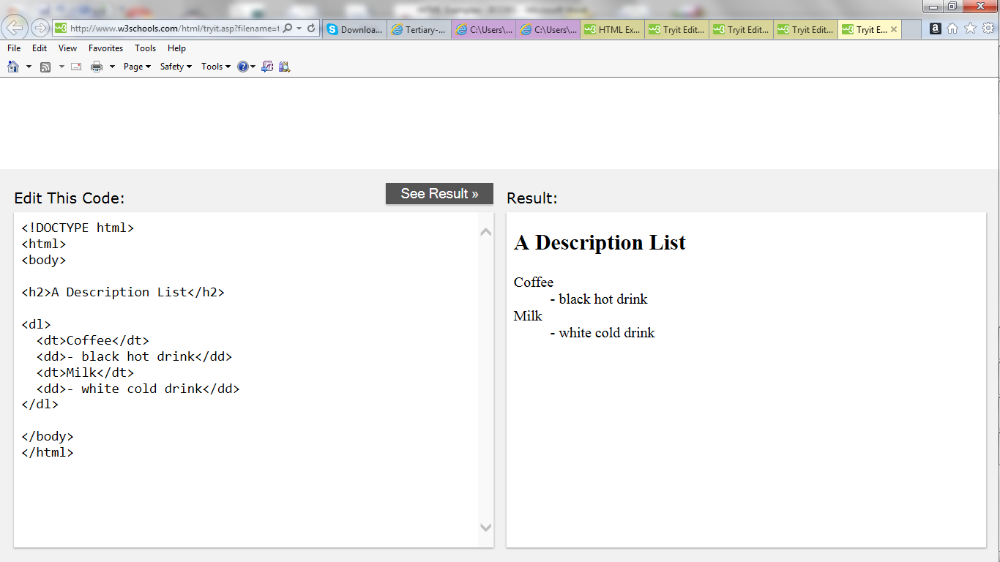 http://www.w3schools.com/html/tryit.asp?filename=t
Downloa...
Tertiary-...
C:\Users\...
C:\Users\...
HTML Ex...
Tryit Edit...
Tryit Edit...
Tryit Edit...
Tryit E...
File Edit View Favorites Tools Help
Page Safety Tools
Edit This Code:
See Result »
<!DOCTYPE html>
<html>
<body>
<h2>A Description List</h2>
<dl>
<dt>Coffee</dt>
<dd>- black hot drink</dd>
<dt>Milk</dt>
<dd>- white cold drink</dd>
</dl>
</body>
</html>
Result:
A Description List
Coffee
- black hot drink
Milk
- white cold drink